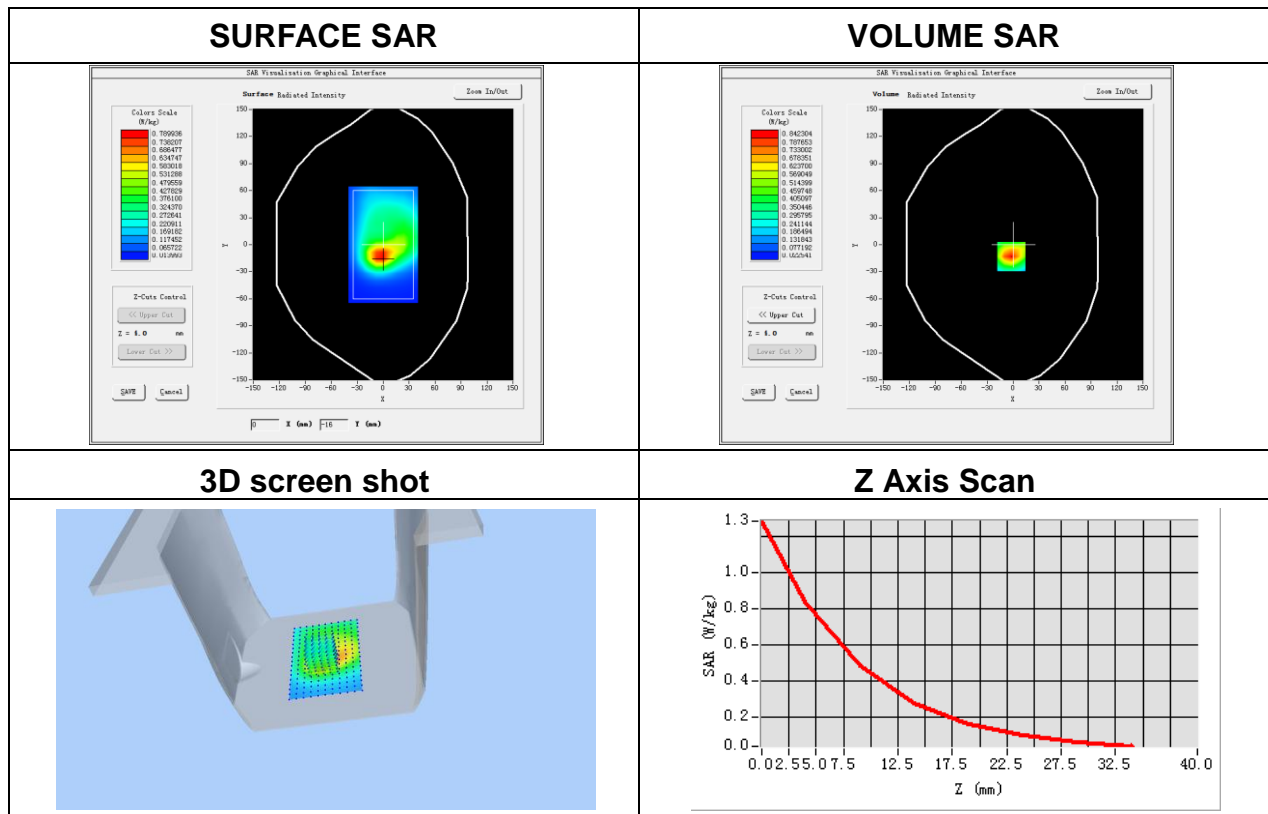 SURFACE SAR
SAR Visualisation Graphical Interface
Surface Radiated Intensity
Zoom In/Out
Colors Scale
(W/kg)
0.789936
0.738207
0.686477
0.634747
0.583018
0.531288
0.479559
0.427829
0.376100
0.324370
0.272641
0.220911
0.169182
0.117452
0.065722
Z-Cuts Control
<< Upper Cut
mm
Lower Cut >>
SAVE
Cancel
150
120
90
60
30
0
-30
-60
-90
-120
-150
Y
-150 -120 -90 -60 -30 0 30 60 90 120 150
X
0 X (mm) -16 Y (mm)
VOLUME SAR
SAR Visualisation Graphical Interface
Volume Radiated Intensity
Zoom In/Out
Colors Scale
(W/kg)
0.842304
0.787653
0.733002
0.678351
0.623700
0.569049
0.514399
0.459748
0.405097
0.350446
0.295795
0.241144
0.186494
0.131843
0.077192
Z-Cuts Control
<< Upper Cut
mm
Lower Cut >>
SAVE
Cancel
150
120
90
60
30
0
-30
-60
-90
-120
-150
Y
-150 -120 -90 -60 -30 0 30 60 90 120 150
X
3D screen shot
Z Axis Scan
1.3
1.0
0.8
0.6
0.4
0.2
0.0
SAR (W/kg)
0.0 2.5 5.0 7.5 12.5 17.5 22.5 27.5 32.5 40.0
Z (mm)